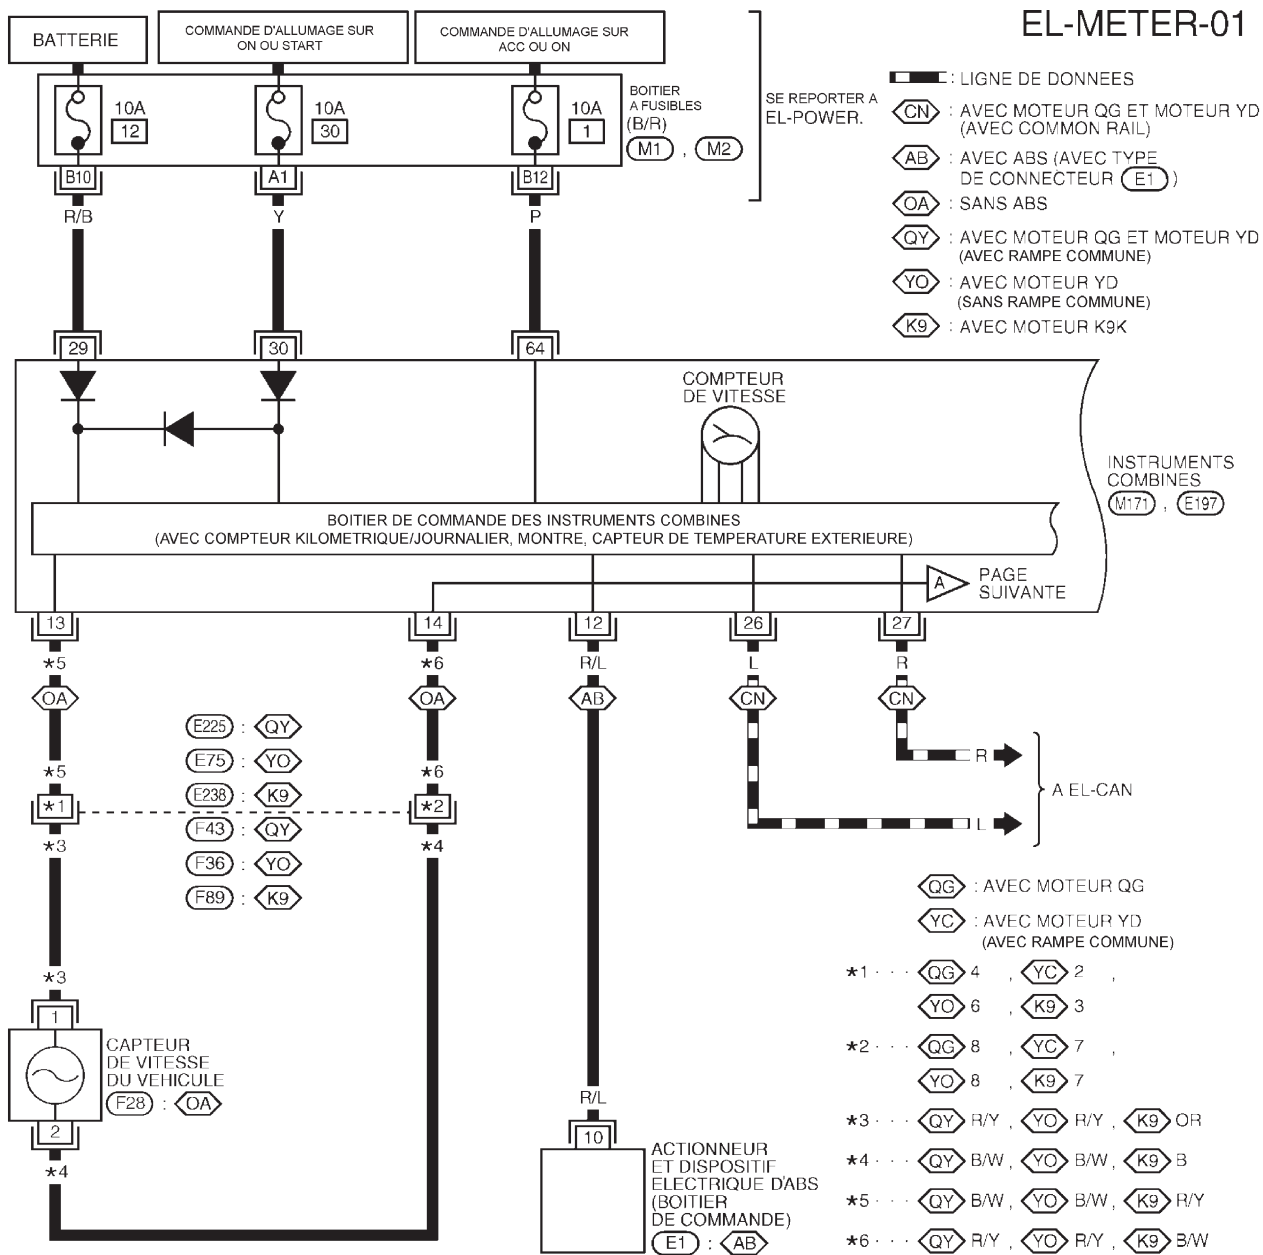 EL-METER-01
BATTERIE
COMMANDE D'ALLUMAGE SUR
ON OU START
COMMANDE D'ALLUMAGE SUR
ACC OU ON
10A
12
10A
30
10A
1
BOITIER
A FUSIBLES
(B/R)
M1 , M2
SE REPORTER A
EL-POWER.
B10
A1
B12
R/B
Y
P
: LIGNE DE DONNEES
CN : AVEC MOTEUR QG ET MOTEUR YD
(AVEC COMMON RAIL)
AB : AVEC ABS (AVEC TYPE
DE CONNECTEUR E1 )
OA : SANS ABS
QY : AVEC MOTEUR QG ET MOTEUR YD
(AVEC RAMPE COMMUNE)
YO : AVEC MOTEUR YD
(SANS RAMPE COMMUNE)
K9 : AVEC MOTEUR K9K
29
30
64
COMPTEUR
DE VITESSE
INSTRUMENTS
COMBINES
M171 , E197
BOITIER DE COMMANDE DES INSTRUMENTS COMBINES
(AVEC COMPTEUR KILOMETRIQUE/JOURNALIER, MONTRE, CAPTEUR DE TEMPERATURE EXTERIEURE)
A
PAGE
SUIVANTE
13
14
12
26
27
★5
★6
R/L
L
R
OA
OA
AB
CN
CN
E225 : QY
E75 : YO
E238 : K9
F43 : QY
F36 : YO
F89 : K9
★5
★6
★1
★2
★3
★4
R
L
A EL-CAN
★3
1
CAPTEUR
DE VITESSE
DU VEHICULE
F28 : OA
2
★4
R/L
10
ACTIONNEUR
ET DISPOSITIF
ELECTRIQUE D'ABS
(BOITIER
DE COMMANDE)
E1 : AB
QG : AVEC MOTEUR QG
YC : AVEC MOTEUR YD
(AVEC RAMPE COMMUNE)
★1 · · · QG 4 , YC 2 ,
YO 6 , K9 3
★2 · · · QG 8 , YC 7 ,
YO 8 , K9 7
★3 · · · QY R/Y , YO R/Y , K9 OR
★4 · · · QY B/W , YO B/W , K9 B
★5 · · · QY B/W , YO B/W , K9 R/Y
★6 · · · QY R/Y , YO R/Y , K9 B/W